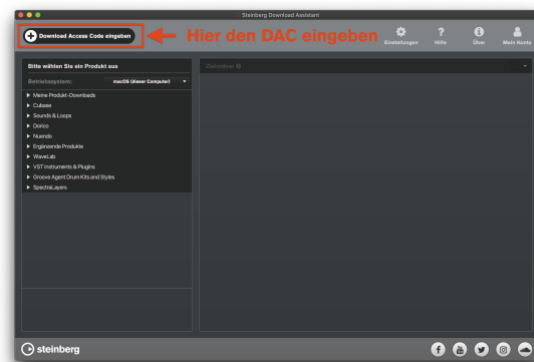 Steinberg Download Assistant
Download Access Code eingeben
Hier den DAC eingeben
Einstellungen
Hilfe
Über
Mein Konto
Bitte wählen Sie ein Produkt aus
Zielordner
Betriebssystem:
macOS (dieser Computer)
Meine Produkt-Downloads
Cubase
Sounds & Loops
Dorico
Nuendo
Ergänzende Produkte
WaveLab
VST Instruments & Plugins
Groove Agent Drum Kits and Styles
SpectraLayers
steinberg